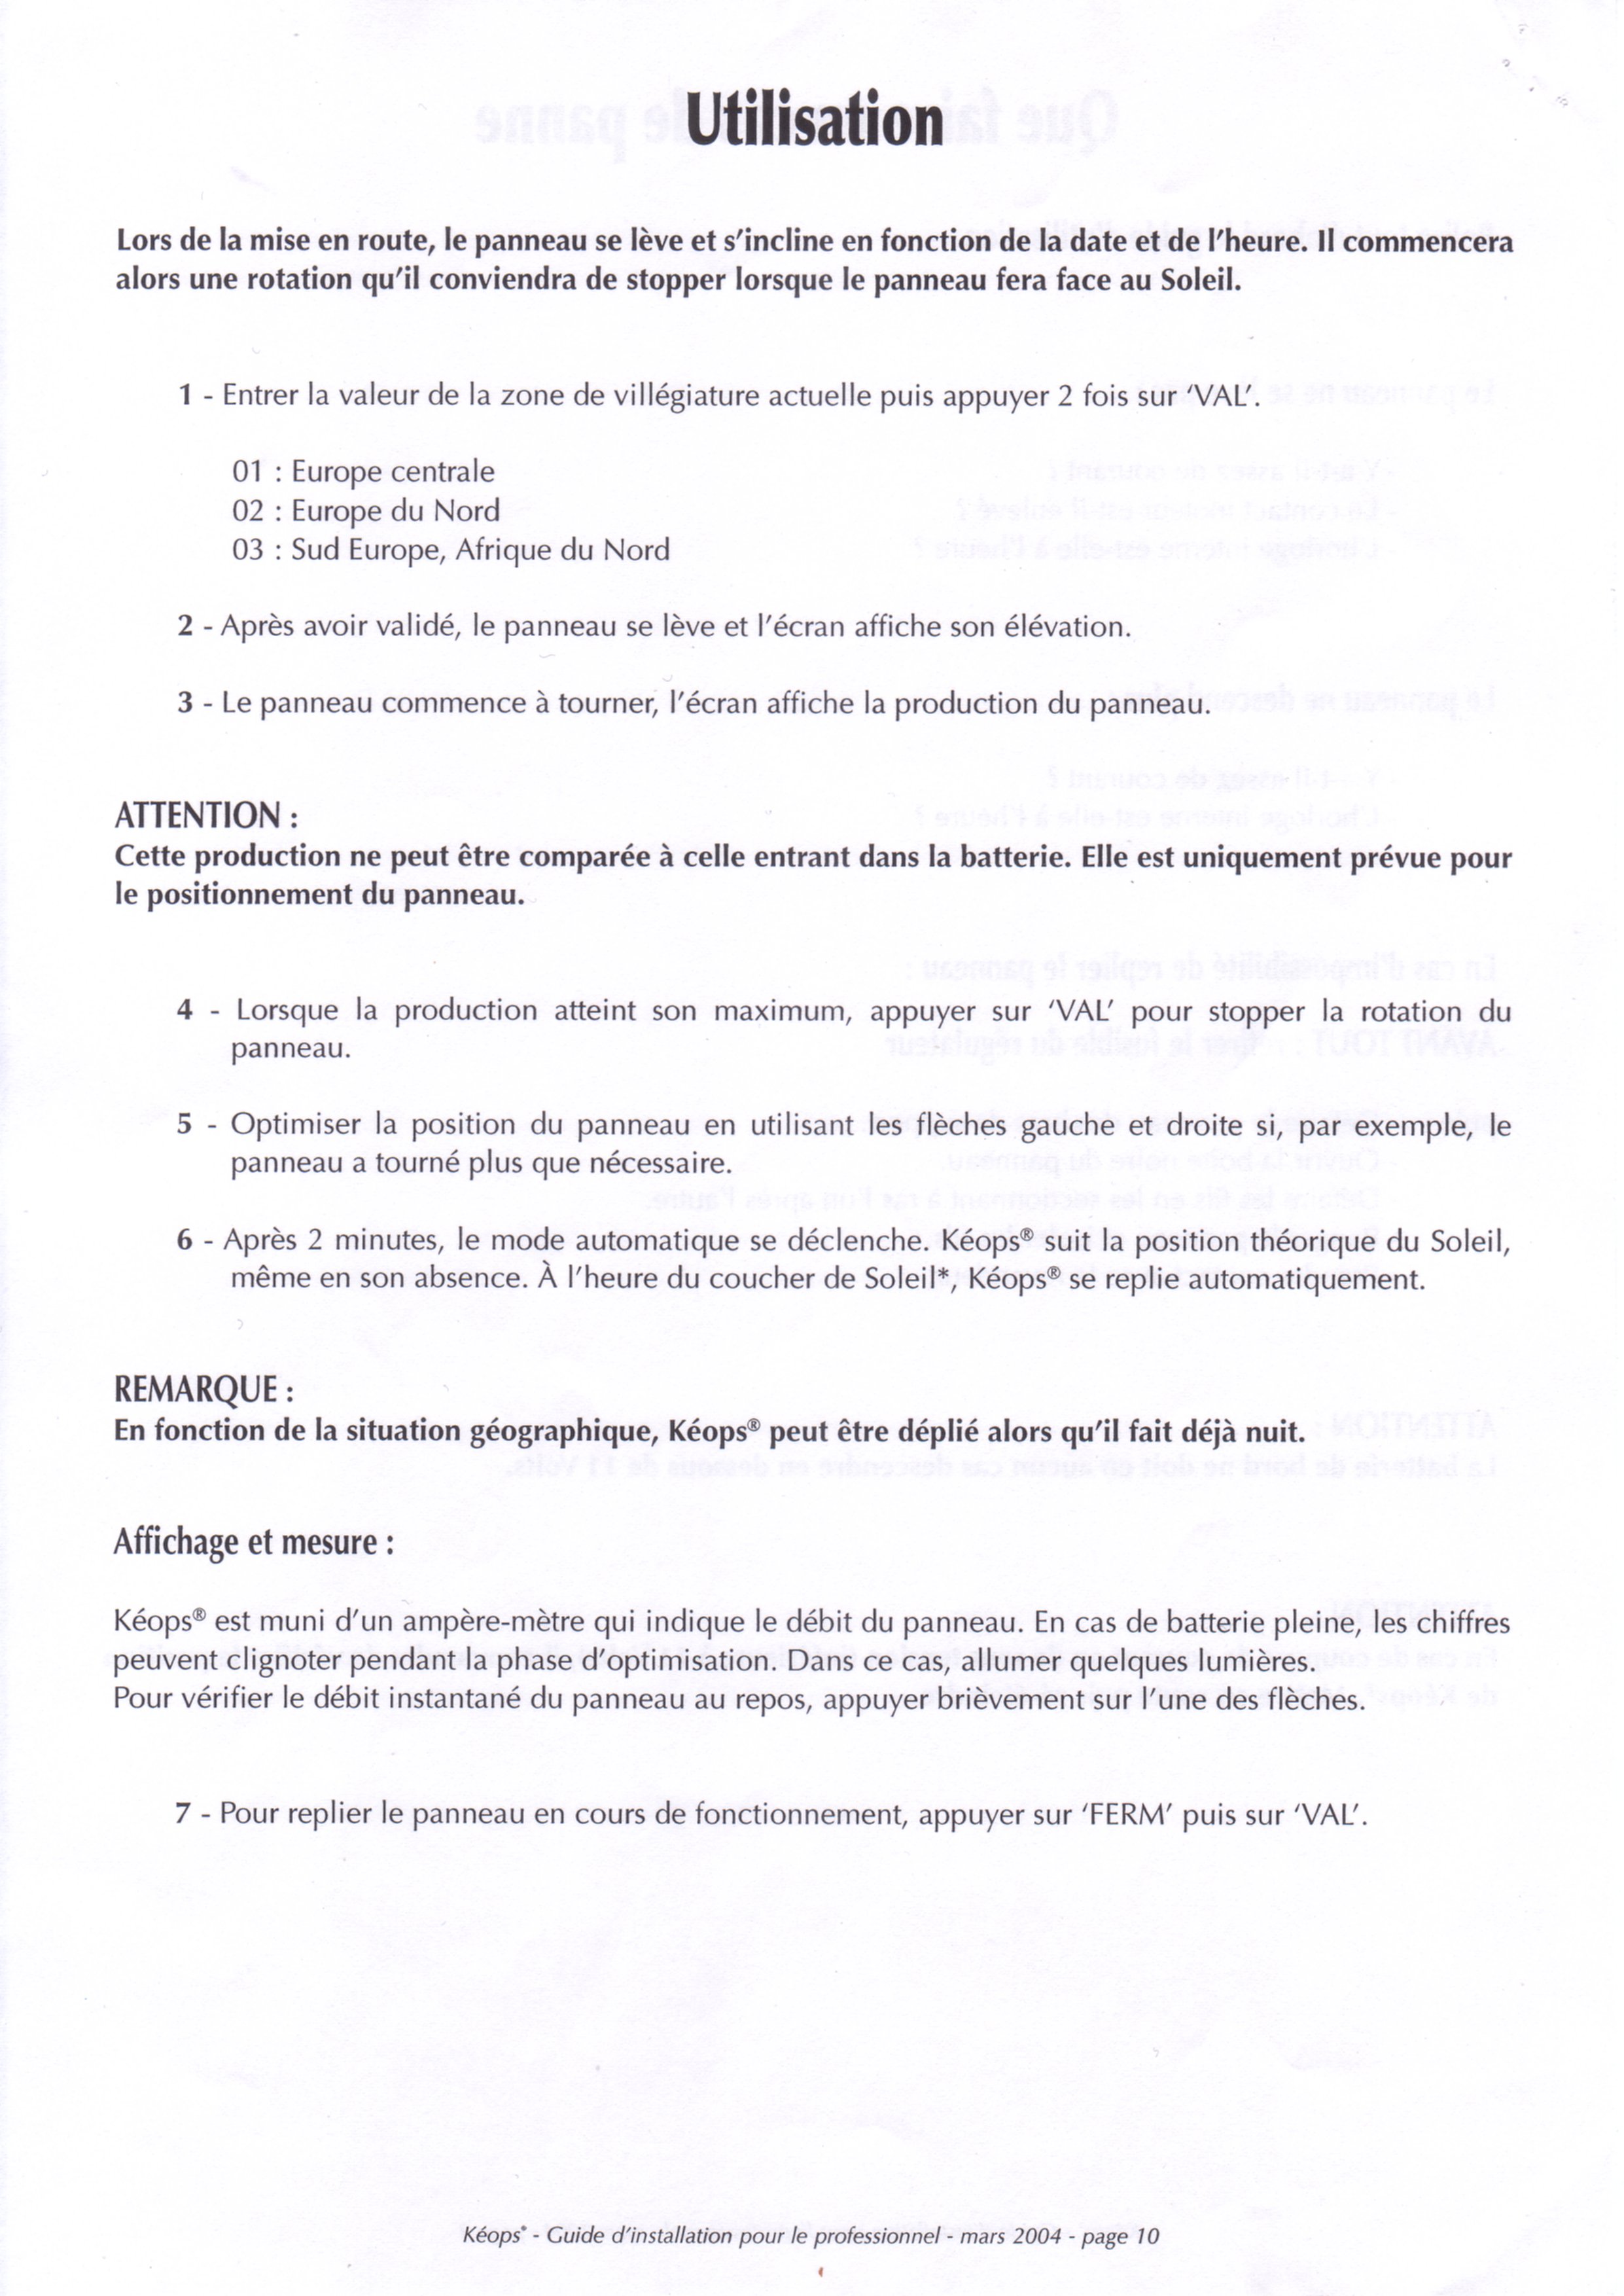 Utilisation
Lors de la mise en route, le panneau se lève et s'incline en fonction de la date et de l'heure. Il commencera
alors une rotation qu'il conviendra de stopper lorsque le panneau fera face au Soleil.
1 - Entrer la valeur de la zone de villégiature actuelle puis appuyer 2 fois sur 'VAL'.
01 : Europe centrale
02 : Europe du Nord
03 : Sud Europe, Afrique du Nord
2 - Après avoir validé, le panneau se lève et l'écran affiche son élévation.
3 - Le panneau commence à tourner, l'écran affiche la production du panneau.
ATTENTION :
Cette production ne peut être comparée à celle entrant dans la batterie. Elle est uniquement prévue pour
le positionnement du panneau.
4 - Lorsque la production atteint son maximum, appuyer sur 'VAL' pour stopper la rotation du
panneau.
5 - Optimiser la position du panneau en utilisant les flèches gauche et droite si, par exemple, le
panneau a tourné plus que nécessaire.
6 - Après 2 minutes, le mode automatique se déclenche. Kéops® suit la position théorique du Soleil,
même en son absence. À l'heure du coucher de Soleil*, Kéops® se replie automatiquement.
REMARQUE :
En fonction de la situation géographique, Kéops® peut être déplié alors qu'il fait déjà nuit.
Affichage et mesure :
Kéops® est muni d'un ampère-mètre qui indique le débit du panneau. En cas de batterie pleine, les chiffres
peuvent clignoter pendant la phase d'optimisation. Dans ce cas, allumer quelques lumières.
Pour vérifier le débit instantané du panneau au repos, appuyer brièvement sur l'une des flèches.
7 - Pour replier le panneau en cours de fonctionnement, appuyer sur 'FERM' puis sur 'VAL'.
Kéops® - Guide d'installation pour le professionnel - mars 2004 - page 10